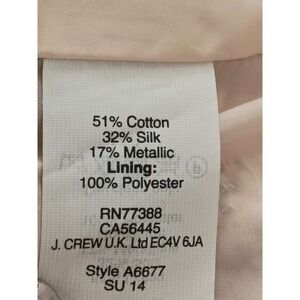 51% Cotton
32% Silk
17% Metallic
Lining:
100% Polyester
RN77388
CA56445
J. CREW U.K. Ltd EC4V 6JA
Style A6677
SU 14